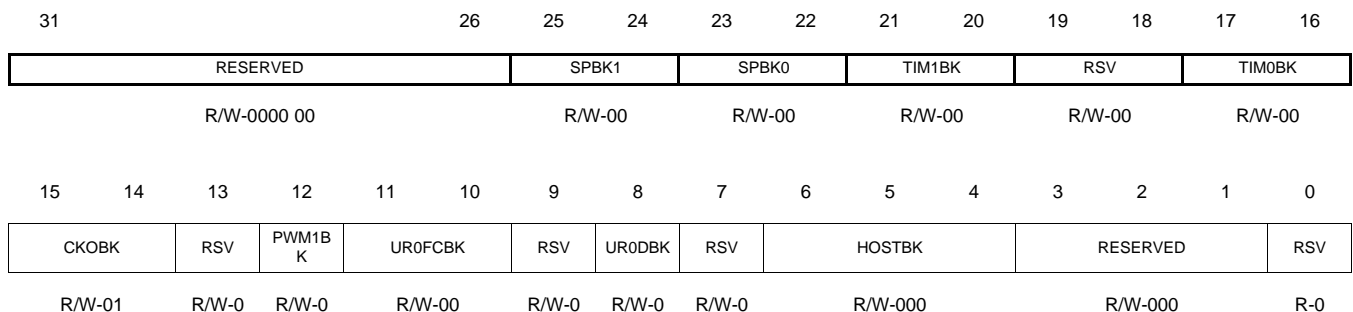 31 26 25 24 23 22 21 20 19 18 17 16
RESERVED SPBK1 SPBK0 TIM1BK RSV TIM0BK
R/W-0000 00 R/W-00 R/W-00 R/W-00 R/W-00 R/W-00
15 14 13 12 11 10 9 8 7 6 5 4 3 2 1 0
CKOBK RSV PWM1B
K UR0FCBK RSV UR0DBK RSV HOSTBK RESERVED RSV
R/W-01 R/W-0 R/W-0 R/W-00 R/W-0 R/W-0 R/W-0 R/W-000 R/W-000 R-0